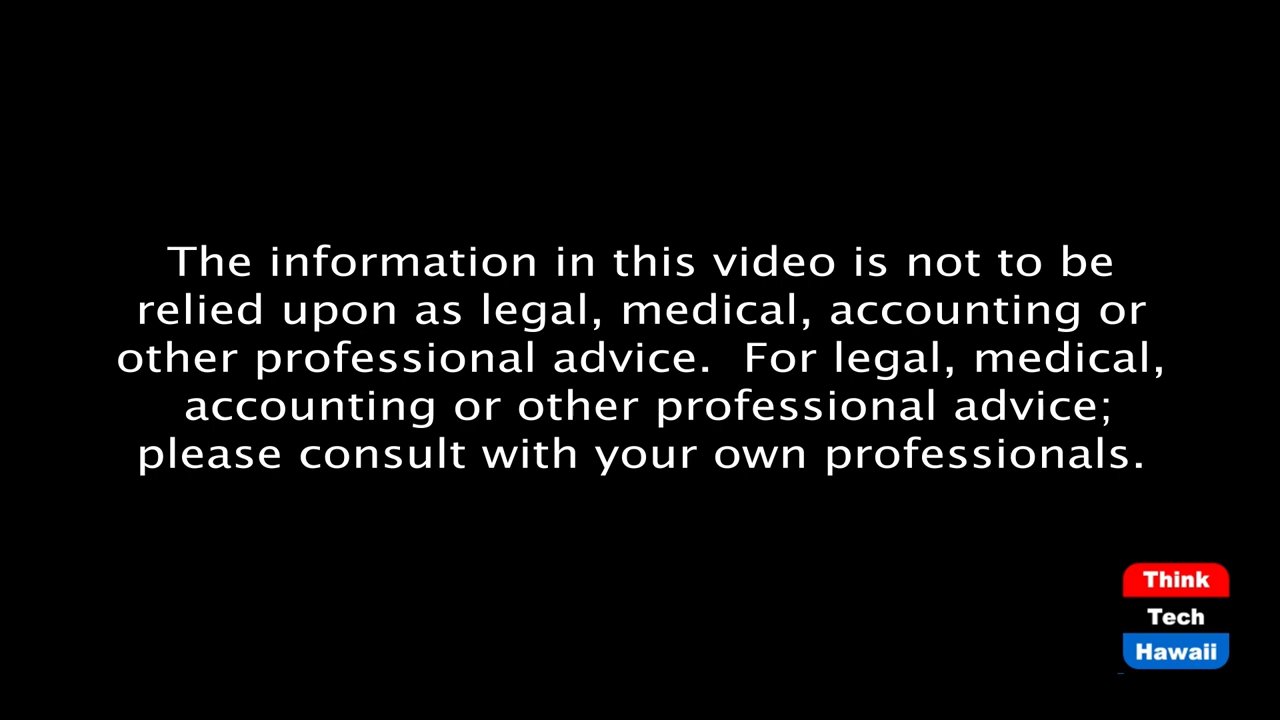 The information in this video is not to be
relied upon as legal, medical, accounting or
other professional advice.  For legal, medical,
accounting or other professional advice;
please consult with your own professionals.
Think
Tech
Hawaii